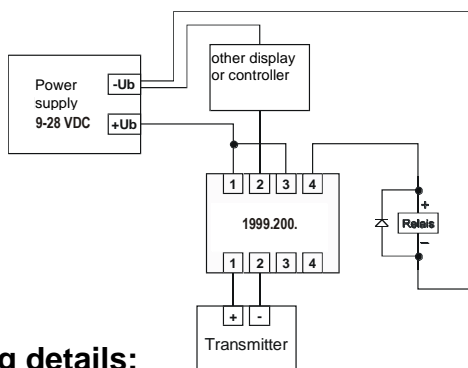 Power
supply
9-28 VDC
-Ub
+Ub
other display
or controller
1 2 3 4
1999.200.
1 2 3 4
+ -
Transmitter
+
Relais
–
g details: